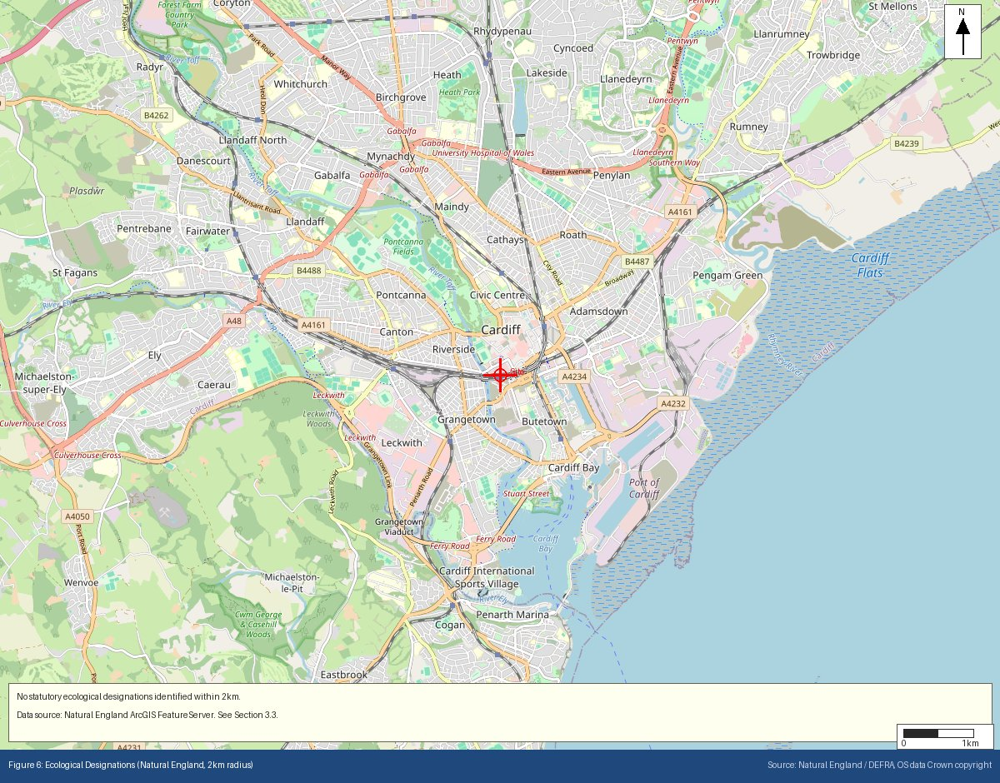 Coryton
Forest Farm
Country
Park
Pentwyn
St Mellons
N
Rhydypenau
Llanrumney
Park Road
Pentwyn
Cyncoed
Trowbridge
River Taff
Radyr
Manor Way
Heath
Lakeside
Llanedeyrn
Eastern Avenue
Whitchurch
Heath Park
Heol Don
Birchgrove
Llanedeyrn
B4262
Rumney
Gabalfa
Llandaff North
Gabalfa
University Hospital of Wales
Llanedeyrn
B4239
Danescourt
Mynachdy
Gabalfa
Southern Way
Gabalfa
Gabalfa
Eastern Avenue
Penylan
River Taff
Plasdŵr
Llantrisant Road
Maindy
A4161
Llandaff
Pentrebane
Fairwater
Roath
Cathays
Pontcanna
Fields
Cardiff
Flats
B4487
St Fagans
B4488
City Road
Broadway
Pengam Green
River Taff
River Ely
Pontcanna
Civic Centre
Adamsdown
A48
A4161
Canton
Cardiff
Rhymney River
Cardiff
Riverside
Ely
Site
Michaelston-
super-Ely
A4234
Caerau
Leckwith
A4232
Cardiff
Leckwith
Woods
Grangetown
Butetown
Culverhouse Cross
Leckwith
Leckwith
Culverhouse Cross
Grangetown Link
Cardiff Bay
Leckwith Road
Penarth Road
Port of
Cardiff
Stuart Street
A4050
Grangetown
Viaduct
Port Road
Ferry Road
Ferry Road
Cardiff
Bay
Cardiff International
Sports Village
Michaelston-
le-Pit
Wenvoe
River Ely
Cwm George
& Casehill
Woods
Penarth Marina
Cogan
Eastbrook
No statutory ecological designations identified within 2km.
Data source: Natural England ArcGIS FeatureServer. See Section 3.3.
0 1km
A4231
Figure 6: Ecological Designations (Natural England, 2km radius)
Source: Natural England / DEFRA, OS data Crown copyright